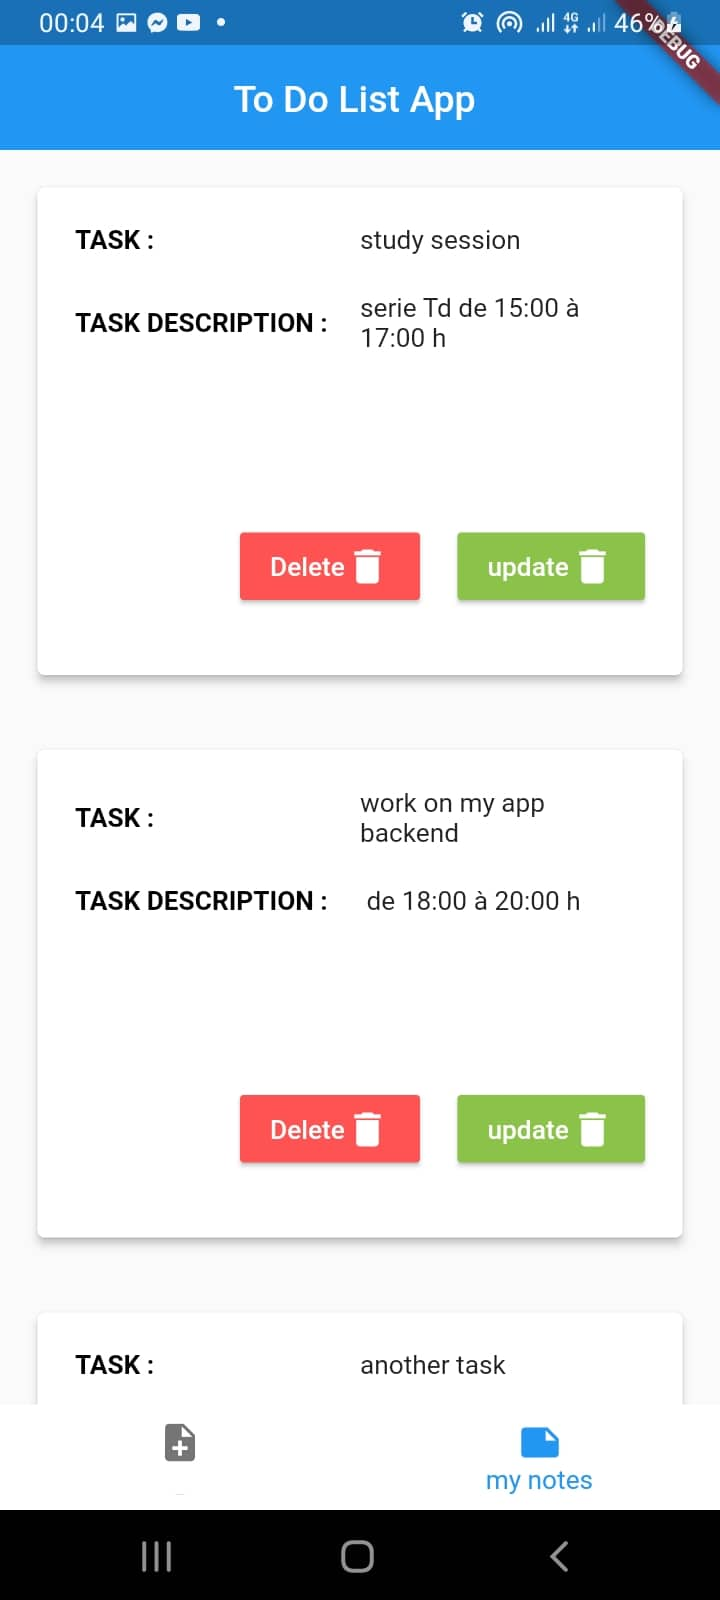 00:04 4G 46%
DEBUG
To Do List App
TASK : study session
TASK DESCRIPTION : serie Td de 15:00 à
17:00 h
Delete update
TASK : work on my app
backend
TASK DESCRIPTION : de 18:00 à 20:00 h
Delete update
TASK : another task
my notes